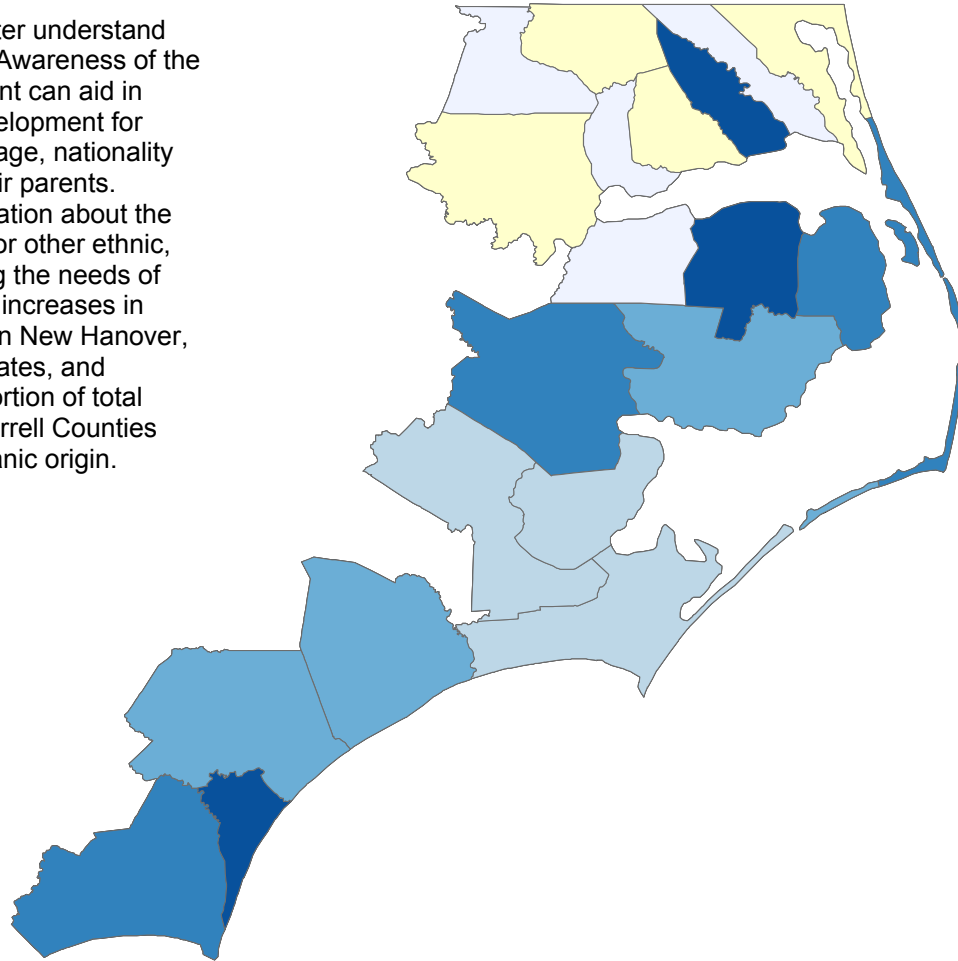 ter understand
Awareness of the
nt can aid in
elopment for
age, nationality
ir parents.
ation about the
or other ethnic,
g the needs of
increases in
n New Hanover,
ates, and
rtion of total
rrell Counties
anic origin.